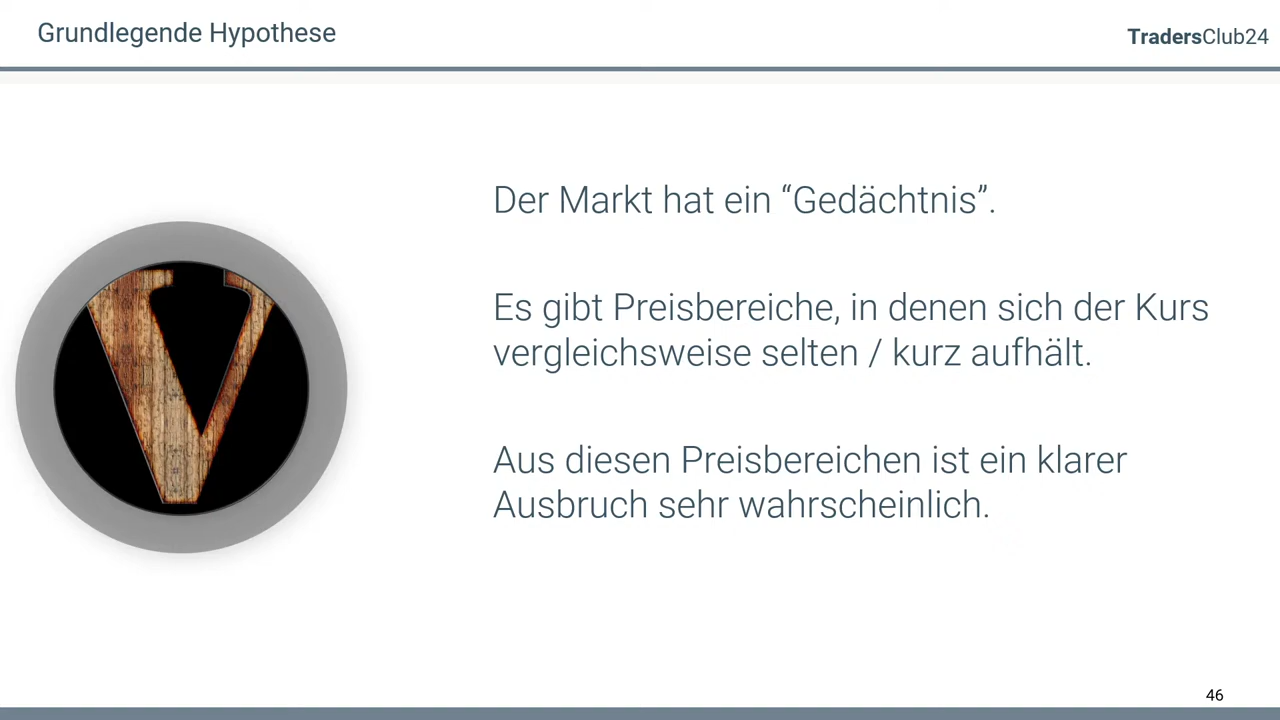 Grundlegende Hypothese
TradersClub24
Der Markt hat ein “Gedächtnis”.
Es gibt Preisbereiche, in denen sich der Kurs
vergleichsweise selten / kurz aufhält.
Aus diesen Preisbereichen ist ein klarer
Ausbruch sehr wahrscheinlich.
V
46